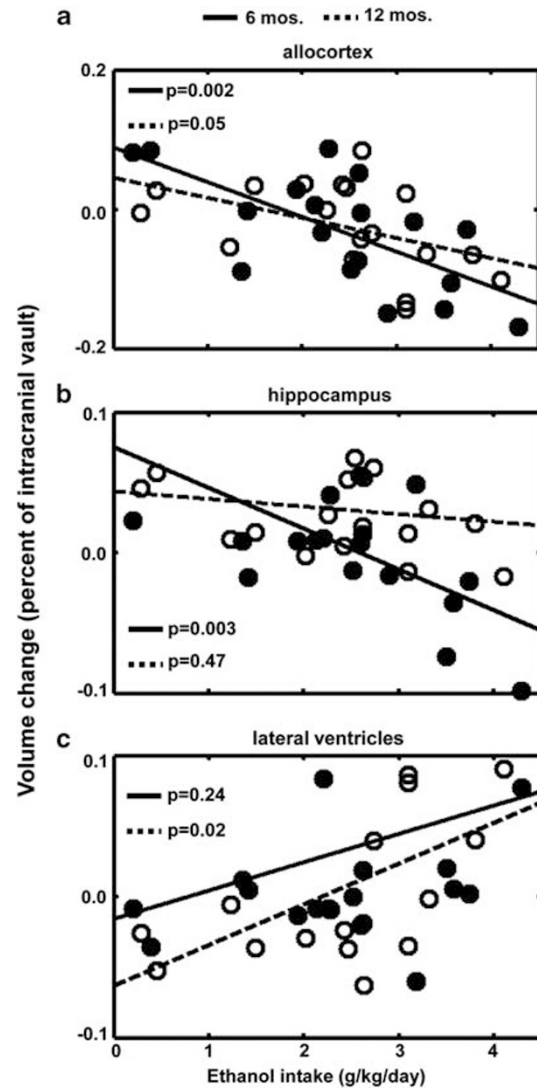 a
6 mos. 12 mos.
allocortex
0.2
p=0.002
p=0.05
0.0
-0.2
b
hippocampus
0.1
0.0
p=0.003
p=0.47
-0.1
c
lateral ventricles
0.1
p=0.24
p=0.02
0.0
-0.1
0 1 2 3 4
Ethanol intake (g/kg/day)
Volume change (percent of intracranial vault)